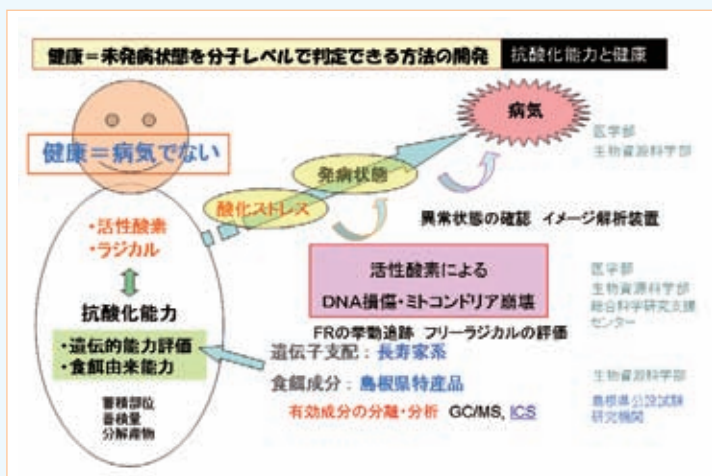 健康=未発病状態を分子レベルで判定できる方法の開発
抗酸化能力と健康
健康=病気でない
・活性酸素
・ラジカル
抗酸化能力
・遺伝的能力評価
・食餌由来能力
蓄積部位
蓄積量
分解産物
酸化ストレス
発病状態
病気
医学部
生物資源科学部
異常状態の確認 イメージ解析装置
活性酸素による
DNA損傷・ミトコンドリア崩壊
医学部
生物資源科学部
総合科学研究支援
センター
FRの挙動追跡 フリーラジカルの評価
遺伝子支配：長寿家系
食餌成分：島根県特産品
生物資源科学部
有効成分の分離・分析 GC/MS, ICS
島根県公設試験
研究機関